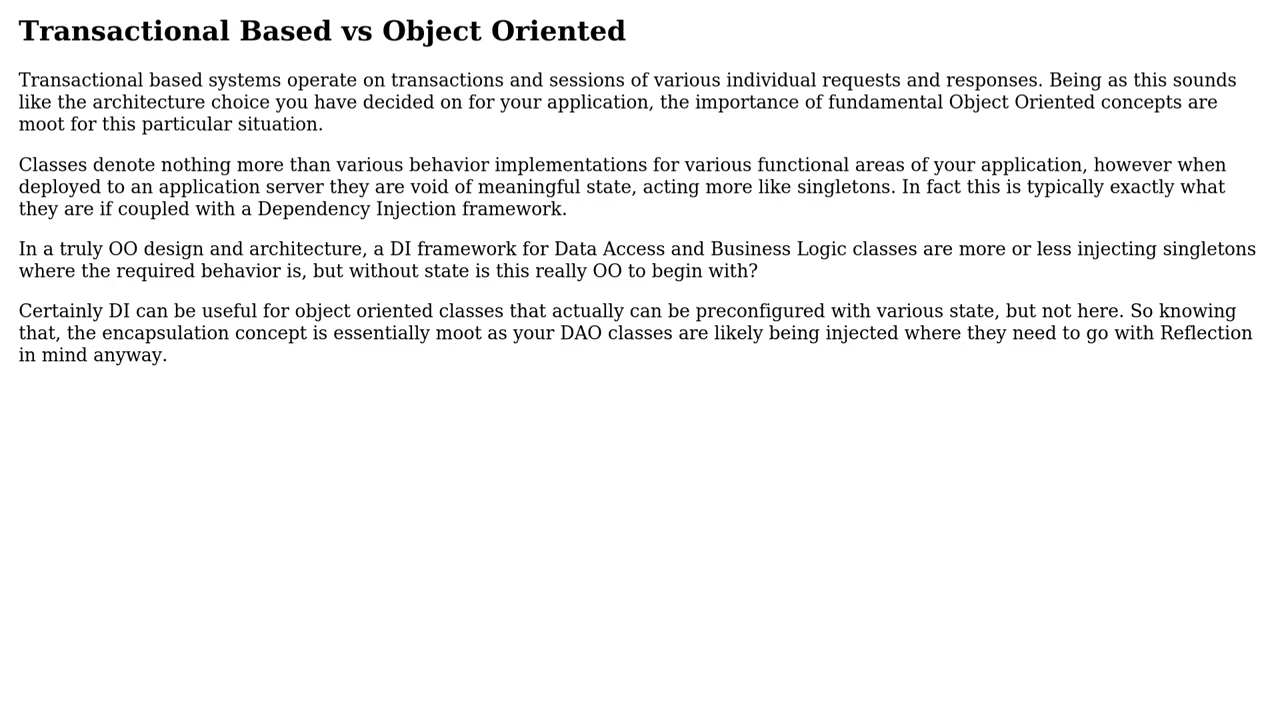 Transactional Based vs Object Oriented
Transactional based systems operate on transactions and sessions of various individual requests and responses. Being as this sounds
like the architecture choice you have decided on for your application, the importance of fundamental Object Oriented concepts are
moot for this particular situation.
Classes denote nothing more than various behavior implementations for various functional areas of your application, however when
deployed to an application server they are void of meaningful state, acting more like singletons. In fact this is typically exactly what
they are if coupled with a Dependency Injection framework.
In a truly OO design and architecture, a DI framework for Data Access and Business Logic classes are more or less injecting singletons
where the required behavior is, but without state is this really OO to begin with?
Certainly DI can be useful for object oriented classes that actually can be preconfigured with various state, but not here. So knowing
that, the encapsulation concept is essentially moot as your DAO classes are likely being injected where they need to go with Reflection
in mind anyway.